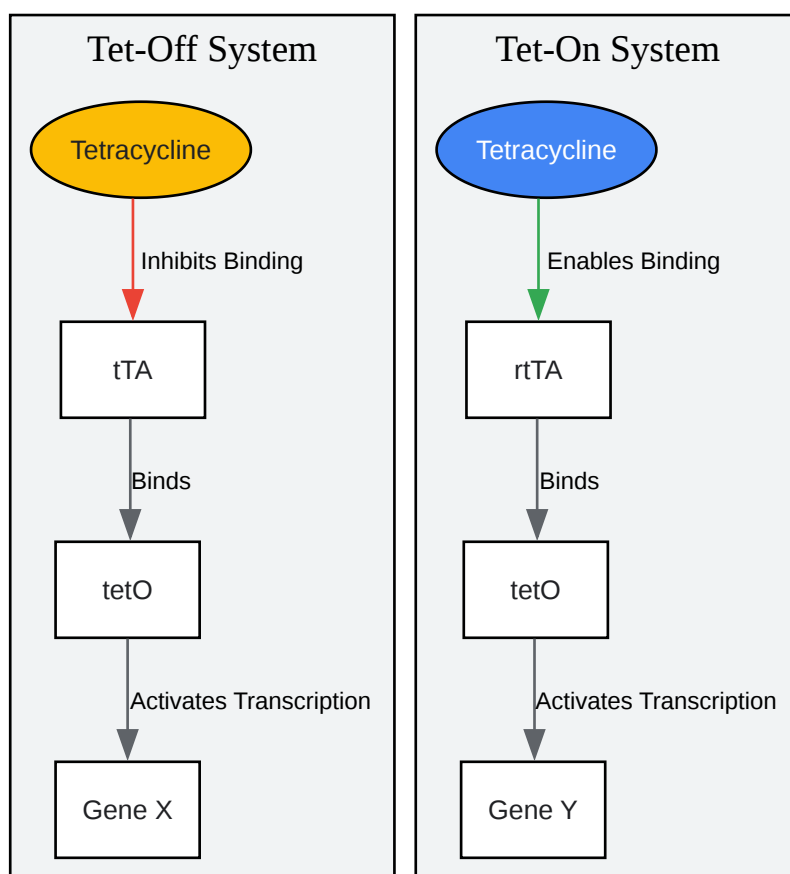 Tet-Off System
Tetracycline
Inhibits Binding
tTA
Binds
tetO
Activates Transcription
Gene X
Tet-On System
Tetracycline
Enables Binding
rtTA
Binds
tetO
Activates Transcription
Gene Y